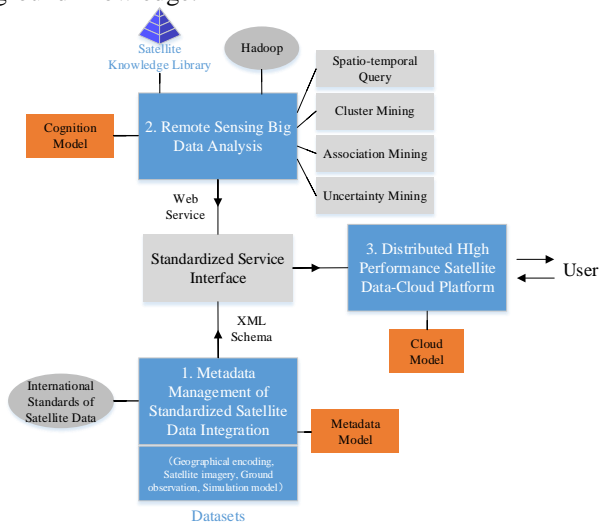 Satellite
Knowledge Library
Hadoop
Spatio-temporal
Query
Cluster Mining
Association Mining
Uncertainty Mining
Cognition
Model
2. Remote Sensing Big
Data Analysis
Web
Service
Standardized Service
Interface
3. Distributed HIgh
Performance Satellite
Data-Cloud Platform
User
XML
Schema
Cloud
Model
International
Standards of
Satellite Data
1. Metadata
Management of
Standardized Satellite
Data Integration
Metadata
Model
（Geographical encoding,
Satellite imagery, Ground
observation, Simulation model）
Datasets